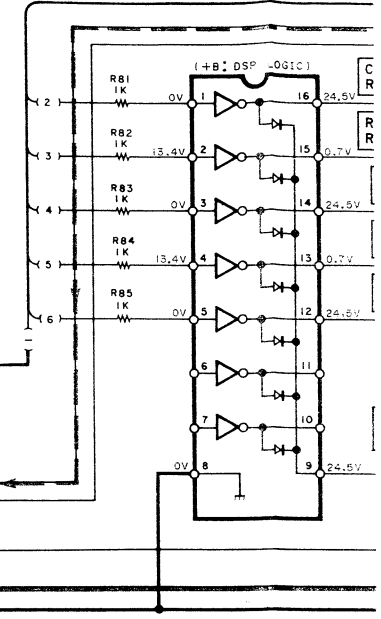 (+B: DSP LOGIC)
C
R
R81
1K
2
0V
1
16
24.5V
R
R
R82
1K
3
13.4V
2
15
0.7V
R83
1K
4
0V
3
14
24.5V
R84
1K
5
13.4V
4
13
0.7V
R85
1K
6
0V
5
12
24.5V
6
11
7
10
0V
8
9
24.5V